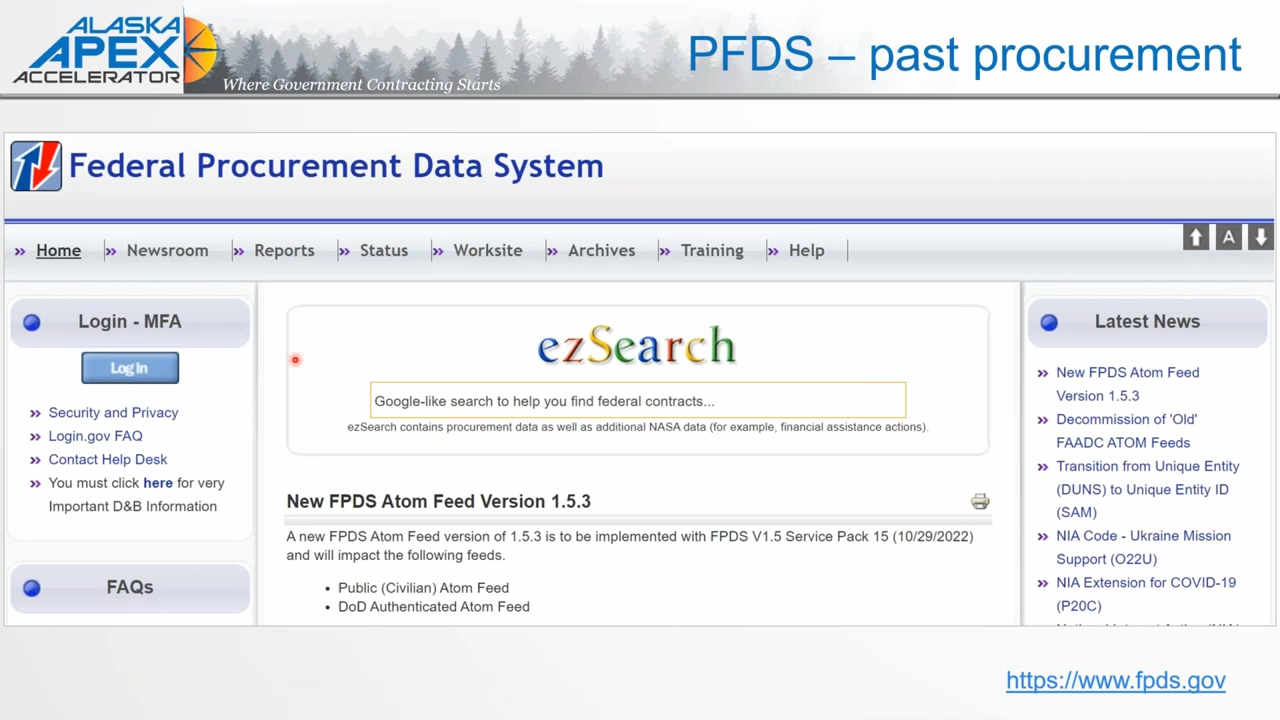 ALASKA
APEX
ACCELERATOR
Where Government Contracting Starts
PFDS – past procurement
Federal Procurement Data System
Home
Newsroom
Reports
Status
Worksite
Archives
Training
Help
A
Login - MFA
Log In
Security and Privacy
Login.gov FAQ
Contact Help Desk
You must click here for very
Important D&B Information
FAQs
ezSearch
Google-like search to help you find federal contracts...
ezSearch contains procurement data as well as additional NASA data (for example, financial assistance actions).
New FPDS Atom Feed Version 1.5.3
A new FPDS Atom Feed version of 1.5.3 is to be implemented with FPDS V1.5 Service Pack 15 (10/29/2022)
and will impact the following feeds.
• Public (Civilian) Atom Feed
• DoD Authenticated Atom Feed
Latest News
New FPDS Atom Feed
Version 1.5.3
Decommission of 'Old'
FAADC ATOM Feeds
Transition from Unique Entity
(DUNS) to Unique Entity ID
(SAM)
NIA Code - Ukraine Mission
Support (O22U)
NIA Extension for COVID-19
(P20C)
https://www.fpds.gov